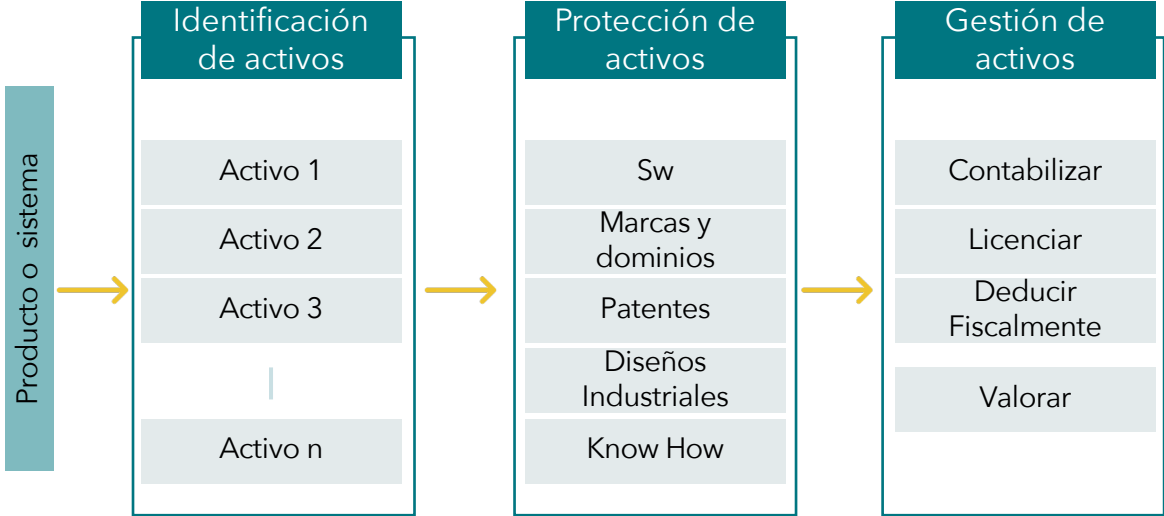 Producto o sistema
Identificación
de activos
Activo 1
Activo 2
Activo 3
Activo n
Protección de
activos
Sw
Marcas y
dominios
Patentes
Diseños
Industriales
Know How
Gestión de
activos
Contabilizar
Licenciar
Deducir
Fiscalmente
Valorar